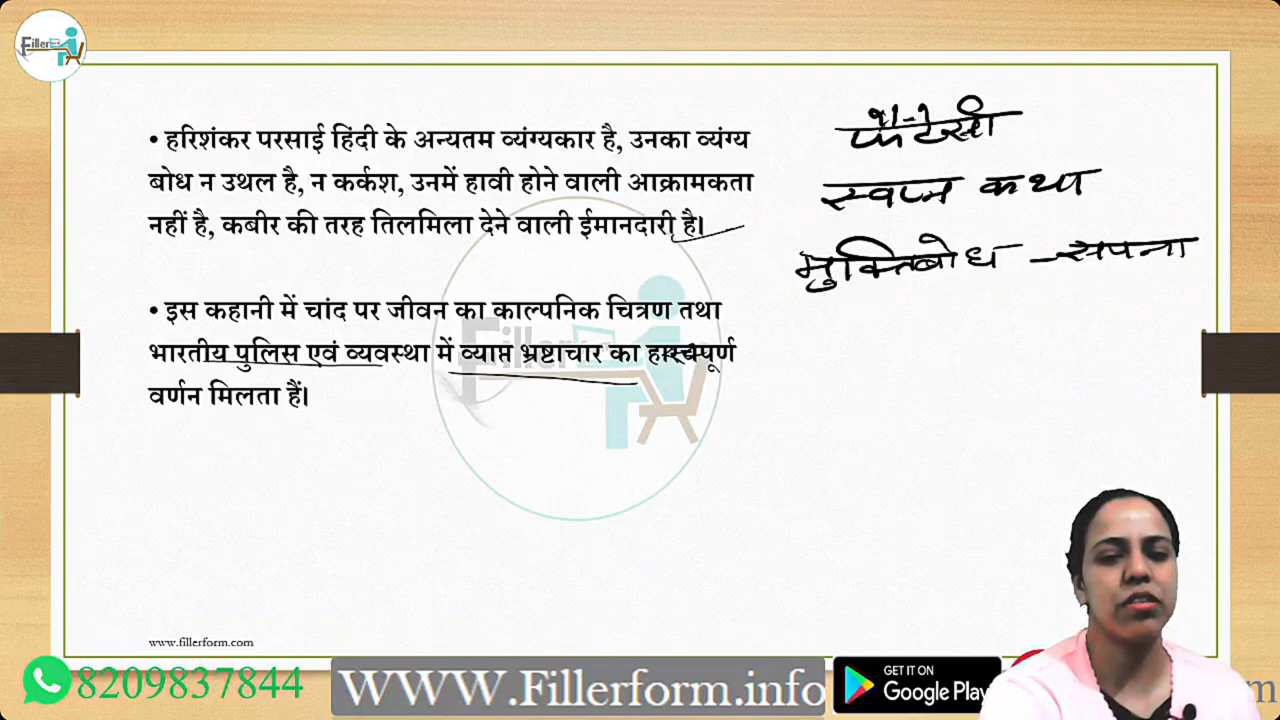 Filler
फैंटेसी
• हरिशंकर परसाई हिंदी के अन्यतम व्यंग्यकार है, उनका व्यंग्य
बोध न उथल है, न कर्कश, उनमें हावी होने वाली आक्रामकता
नहीं है, कबीर की तरह तिलमिला देने वाली ईमानदारी है।
स्वप्न कथा
मुक्तिबोध – सपना
• इस कहानी में चांद पर जीवन का काल्पनिक चित्रण तथा
भारतीय पुलिस एवं व्यवस्था में व्याप्त भ्रष्टाचार का हास्यपूर्ण
वर्णन मिलता हैं।
Filler
www.fillerform.com
8209837844
WWW.Fillerform.info
GET IT ON
Google Play